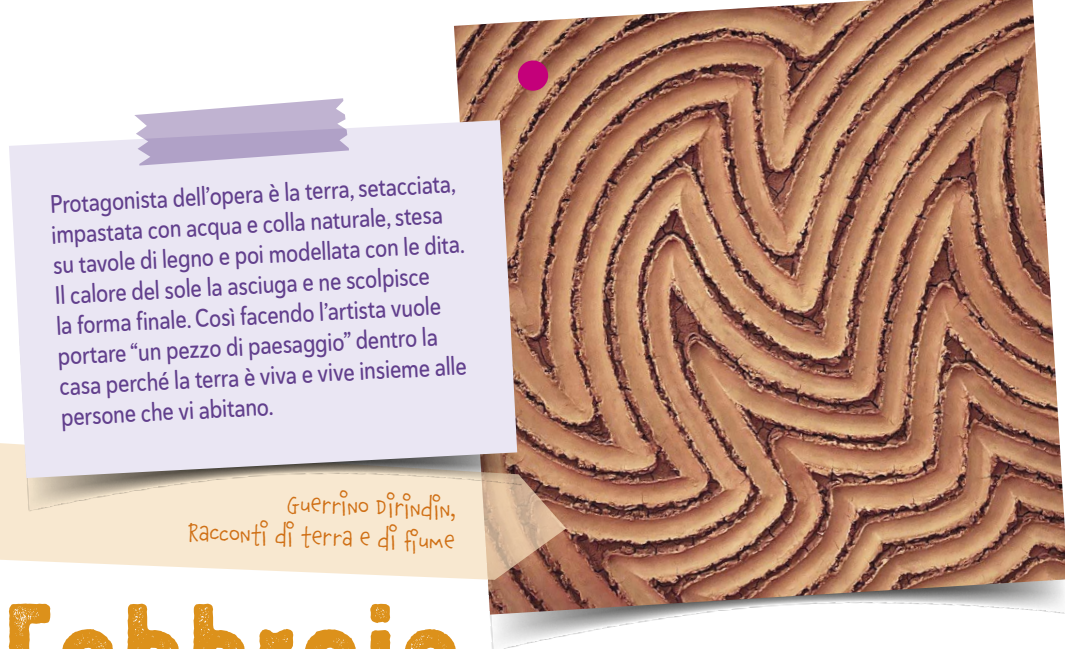 Protagonista dell'opera è la terra, setacciata,
impastata con acqua e colla naturale, stesa
su tavole di legno e poi modellata con le dita.
Il calore del sole la asciuga e ne scolpisce
la forma finale. Così facendo l'artista vuole
portare “un pezzo di paesaggio” dentro la
casa perché la terra è viva e vive insieme alle
persone che vi abitano.
Guerrino Dirindin,
Racconti di terra e di fiume
Febbraio